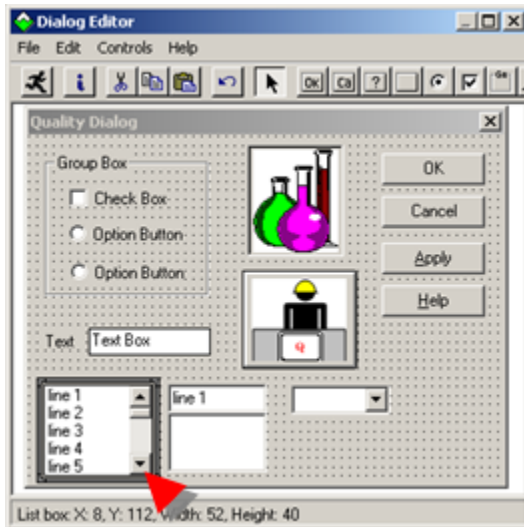 Dialog Editor
File Edit Controls Help
OK Ca ?
Quality Dialog
Group Box
Check Box
Option Button
Option Button
OK
Cancel
Apply
Help
Text Text Box
Q
line 1
line 2
line 3
line 4
line 5
line 1
List box: X: 8, Y: 112, Width: 52, Height: 40